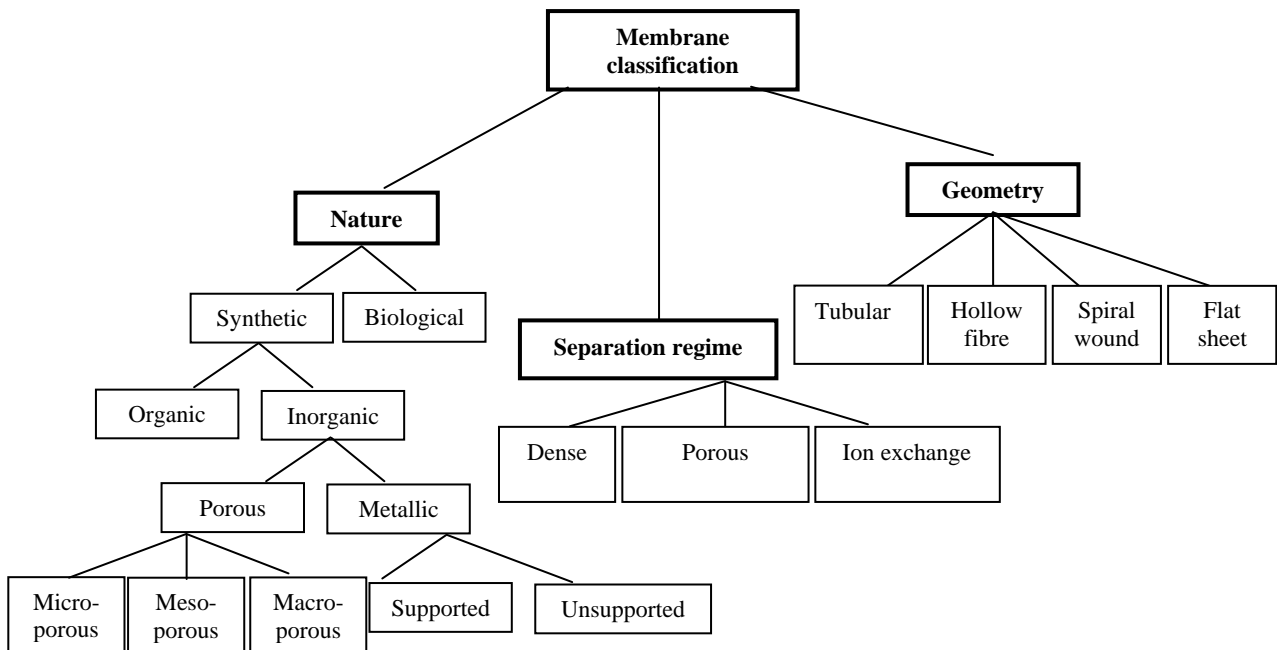 Membrane
classification
Nature
Geometry
Synthetic
Biological
Tubular
Hollow
fibre
Spiral
wound
Flat
sheet
Separation regime
Organic
Inorganic
Dense
Porous
Ion exchange
Porous
Metallic
Micro-
porous
Meso-
porous
Macro-
porous
Supported
Unsupported